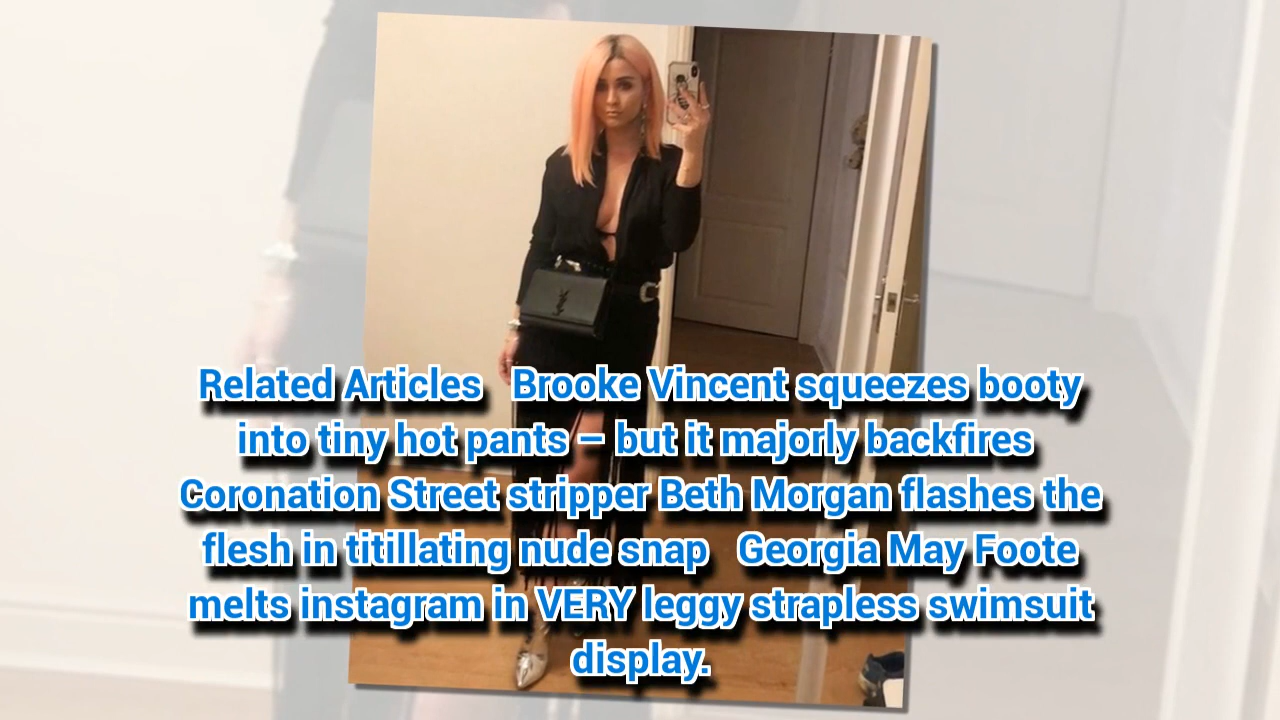 Related Articles Brooke Vincent squeezes booty
into tiny hot pants – but it majorly backfires
Coronation Street stripper Beth Morgan flashes the
flesh in titillating nude snap Georgia May Foote
melts instagram in VERY leggy strapless swimsuit
display.